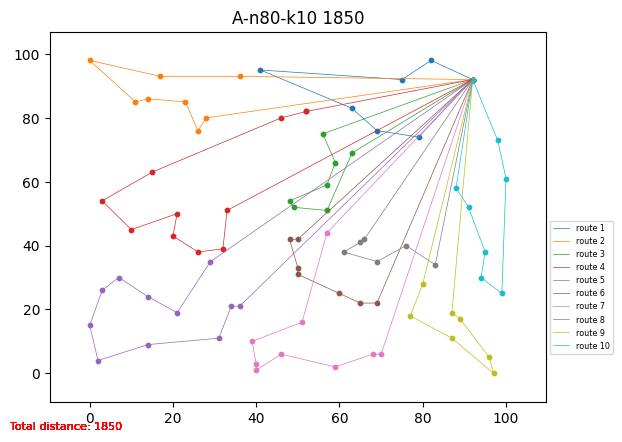 A-n80-k10 1850
100
80
60
40
20
0
0 20 40 60 80 100
route 1
route 2
route 3
route 4
route 5
route 6
route 7
route 8
route 9
route 10
Total distance: 1850